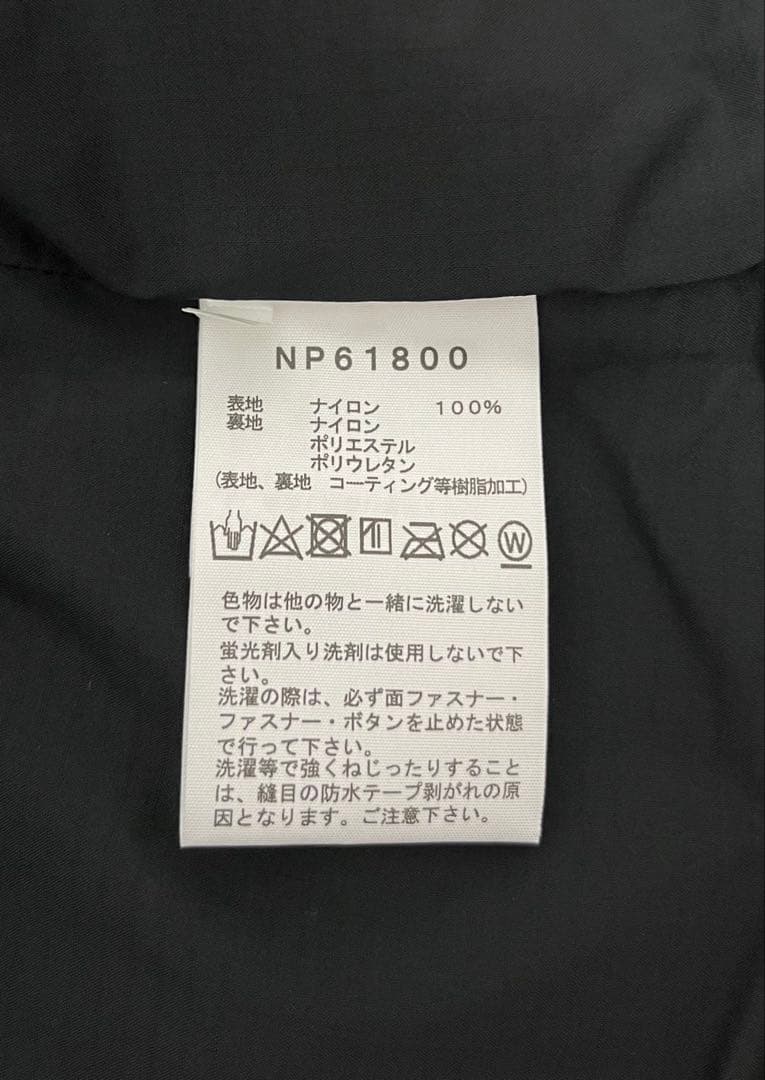 NP61800
表地 ナイロン 100%
裏地 ナイロン
ポリエステル
ポリウレタン
(表地、裏地 コーティング等樹脂加工)
W
色物は他の物と一緒に洗濯しない
で下さい。
蛍光剤入り洗剤は使用しないで下
さい。
洗濯の際は、必ず面ファスナー・
ファスナー・ボタンを止めた状態
で行って下さい。
洗濯等で強くねじったりすること
は、縫目の防水テープ剥がれの原
因となります。ご注意下さい。